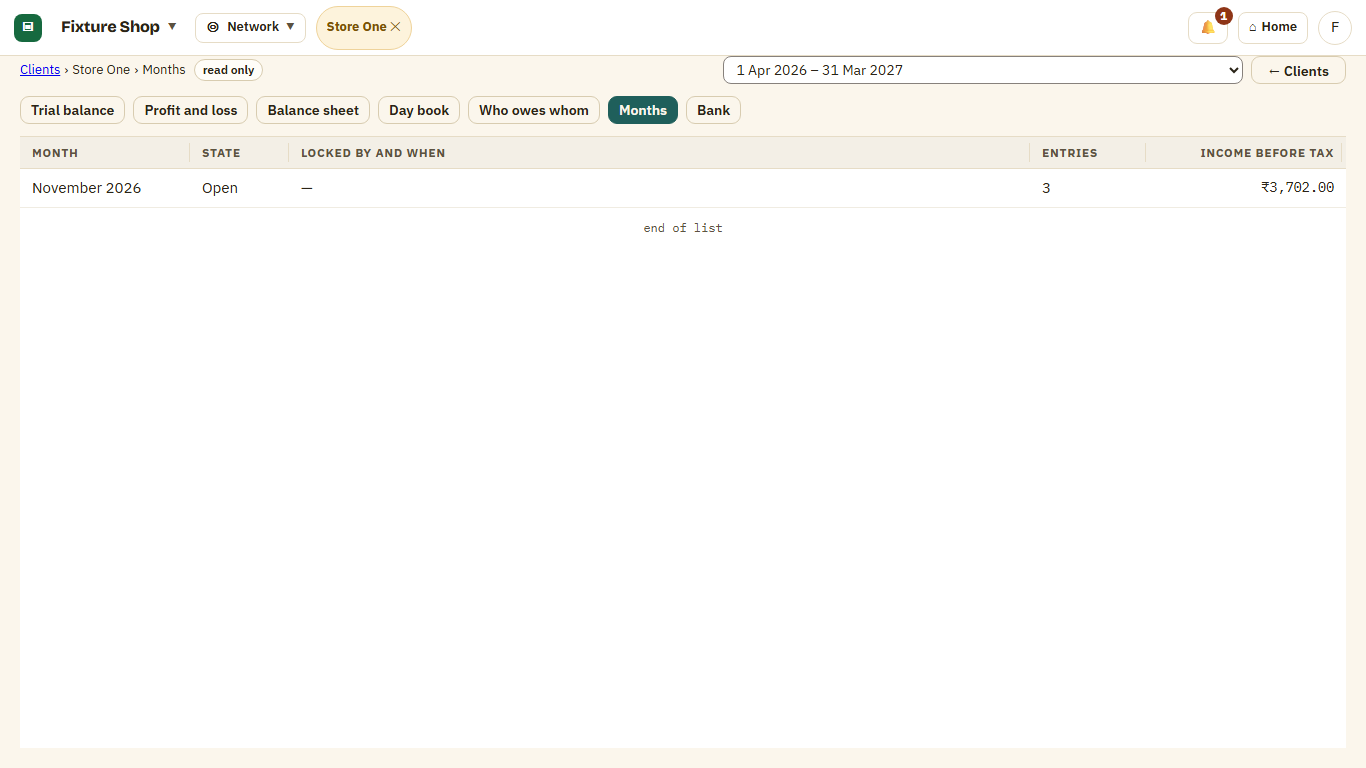 Fixture Shop ▼
Network ▼
Store One ×
1
Home
F
Clients › Store One › Months
read only
1 Apr 2026 – 31 Mar 2027
← Clients
Trial balance
Profit and loss
Balance sheet
Day book
Who owes whom
Months
Bank
MONTH STATE LOCKED BY AND WHEN ENTRIES INCOME BEFORE TAX
November 2026 Open — 3 ₹3,702.00
end of list